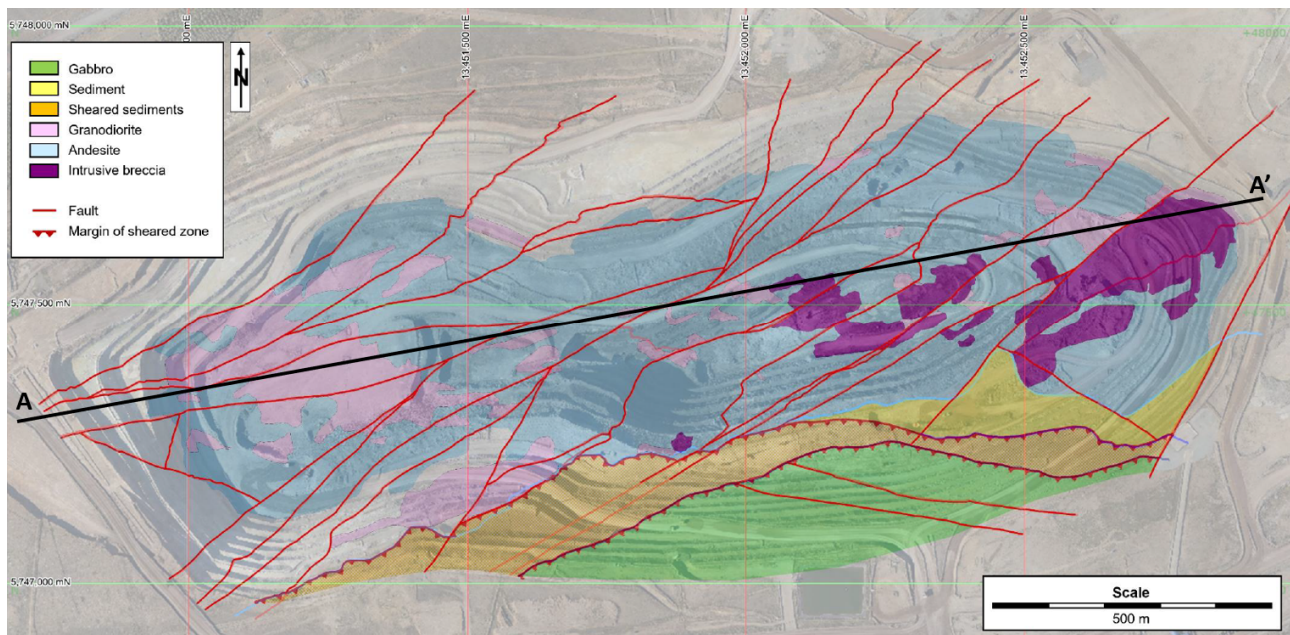 5,748,000 mN
13,451,500 mE
13,452,000 mE
13,452,500 mE
N
Gabbro
Sediment
Sheared sediments
Granodiorite
Andesite
Intrusive breccia
Fault
Margin of sheared zone
A'
5,747,500 mN
A
5,747,000 mN
Scale
500 m